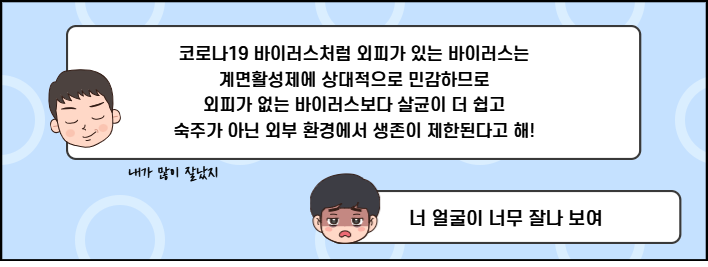 코로나19 바이러스처럼 외피가 있는 바이러스는
계면활성제에 상대적으로 민감하므로
외피가 없는 바이러스보다 살균이 더 쉽고
숙주가 아닌 외부 환경에서 생존이 제한된다고 해!
내가 많이 잘났지
너 얼굴이 너무 잘나 보여